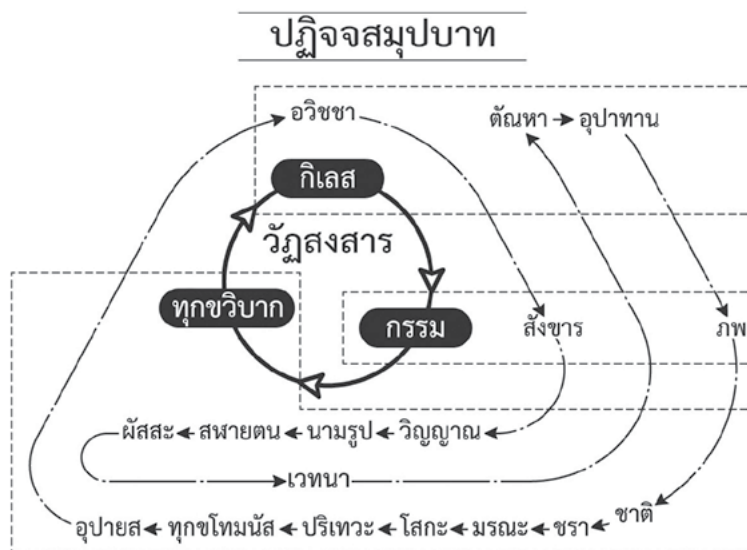 ปฏิจจสมุปบาท
อวิชชา
ตัณหา
อุปาทาน
กิเลส
วัฏสงสาร
ทุกขวิบาก
กรรม
สังขาร
ภพ
ผัสสะ สฬายตน นามรูป วิญญาณ
เวทนา
อุปายส ทุกขโทมนัส ปริเทวะ โสกะ มรณะ ชรา ชาติ